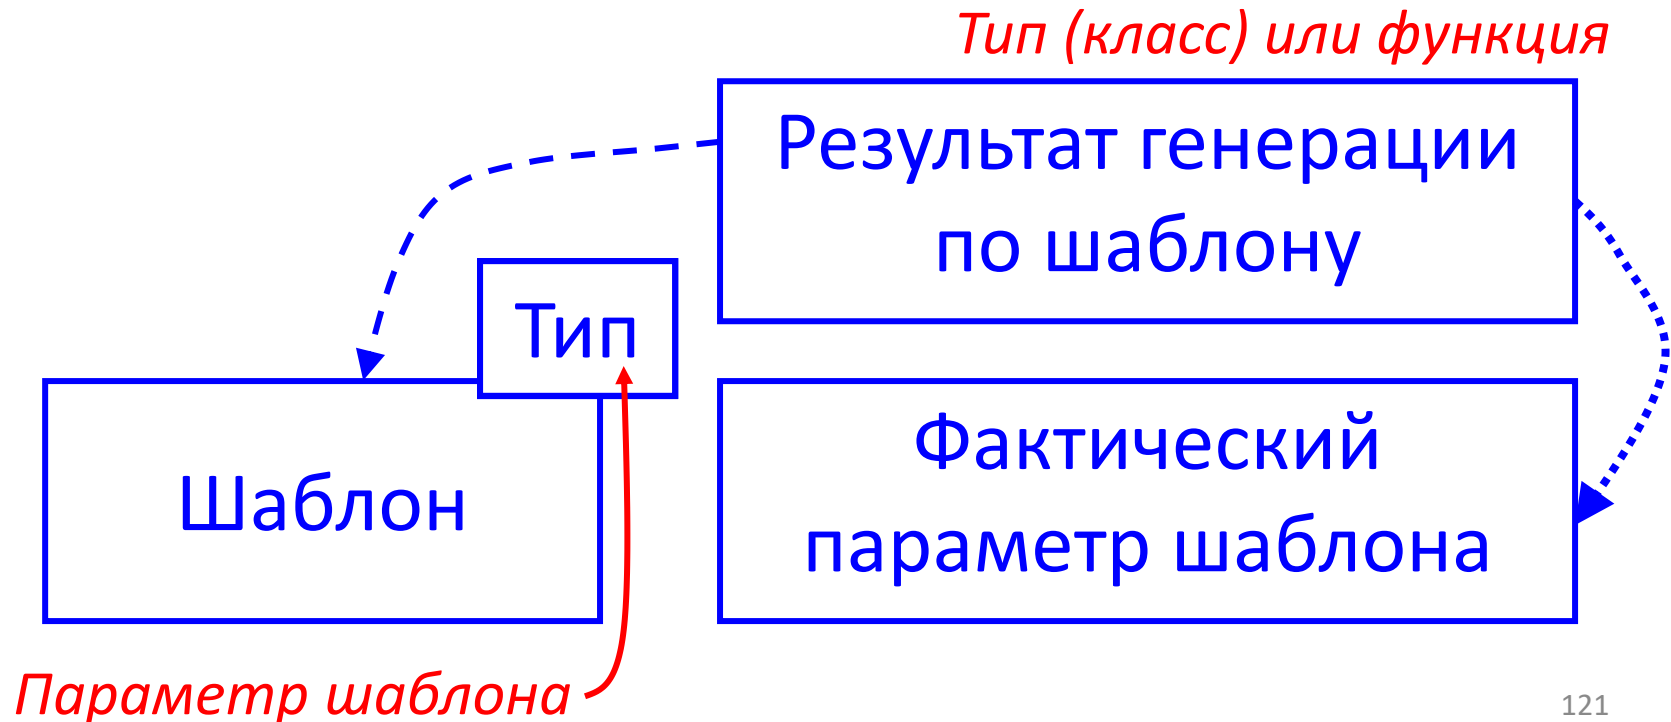 Тип (класс) или функция
Результат генерации
по шаблону
Тип
Шаблон
Фактический
параметр шаблона
Параметр шаблона
121